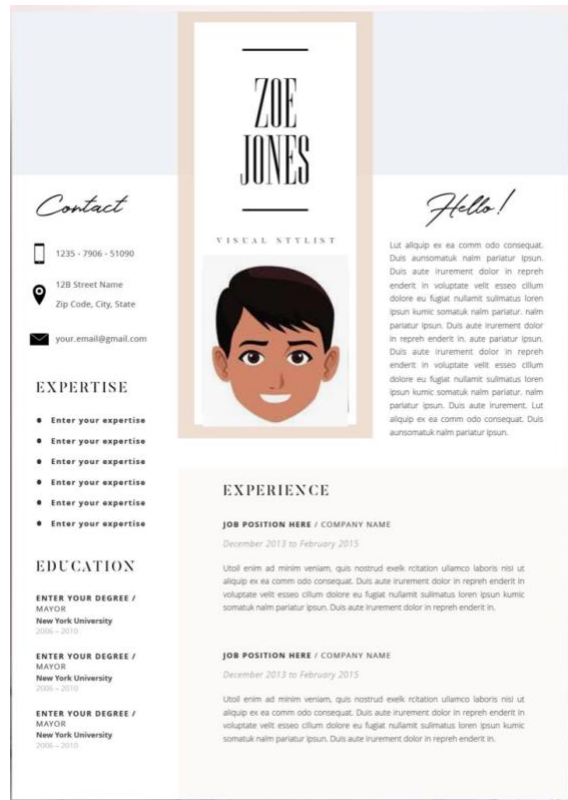 ZOE
JONES
VISUAL STYLIST
Contact
1235 - 7906 - 51090
12B Street Name
Zip Code, City, State
your.email@gmail.com
EXPERTISE
Enter your expertise
Enter your expertise
Enter your expertise
Enter your expertise
Enter your expertise
Enter your expertise
EDUCATION
ENTER YOUR DEGREE /
MAYOR
New York University
2006 – 2010
ENTER YOUR DEGREE /
MAYOR
New York University
2006 – 2010
ENTER YOUR DEGREE /
MAYOR
New York University
2006 – 2010
Hello!
Lut aliquip ex ea comm odo consequat.
Duis aunsomatuk nalm pariatur ipsun.
Duis aute irurement dolor in repreh
enderit in voluptate velit esseo cillum
dolore eu fugiat nullamit sulimatus loren
ipsun kumic somatuk nalm pariatur. nalm
pariatur ipsun. Duis aute irurement dolor
in repreh enderit in. aute pariatur ipsun.
Duis aute irurement dolor in repreh
enderit in voluptate velit esseo cillum
dolore eu fugiat nullamit sulimatus loren
ipsun kumic somatuk nalm pariatur. nalm
pariatur ipsun. Duis aute irurement. Lut
aliquip ex ea comm odo consequat. Duis
aunsomatuk nalm pariatur ipsun.
EXPERIENCE
JOB POSITION HERE / COMPANY NAME
December 2013 to February 2015
Utoll enim ad minim veniam, quis nostrud exelk rcitation ullamco laboris nisi ut
aliquip ex ea comm odo consequat. Duis aute irurement dolor in repreh enderit in
voluptate velit esseo cillum dolore eu fugiat nullamit sulimatus loren ipsun kumic
somatuk nalm pariatur ipsun. Duis aute irurement dolor in repreh enderit in.
JOB POSITION HERE / COMPANY NAME
December 2013 to February 2015
Utoll enim ad minim veniam, quis nostrud exelk rcitation ullamco laboris nisi ut
aliquip ex ea comm odo consequat. Duis aute irurement dolor in repreh enderit in
voluptate velit esseo cillum dolore eu fugiat nullamit sulimatus loren ipsun kumic
somatuk nalm pariatur ipsun. Duis aute irurement dolor in repreh enderit in.